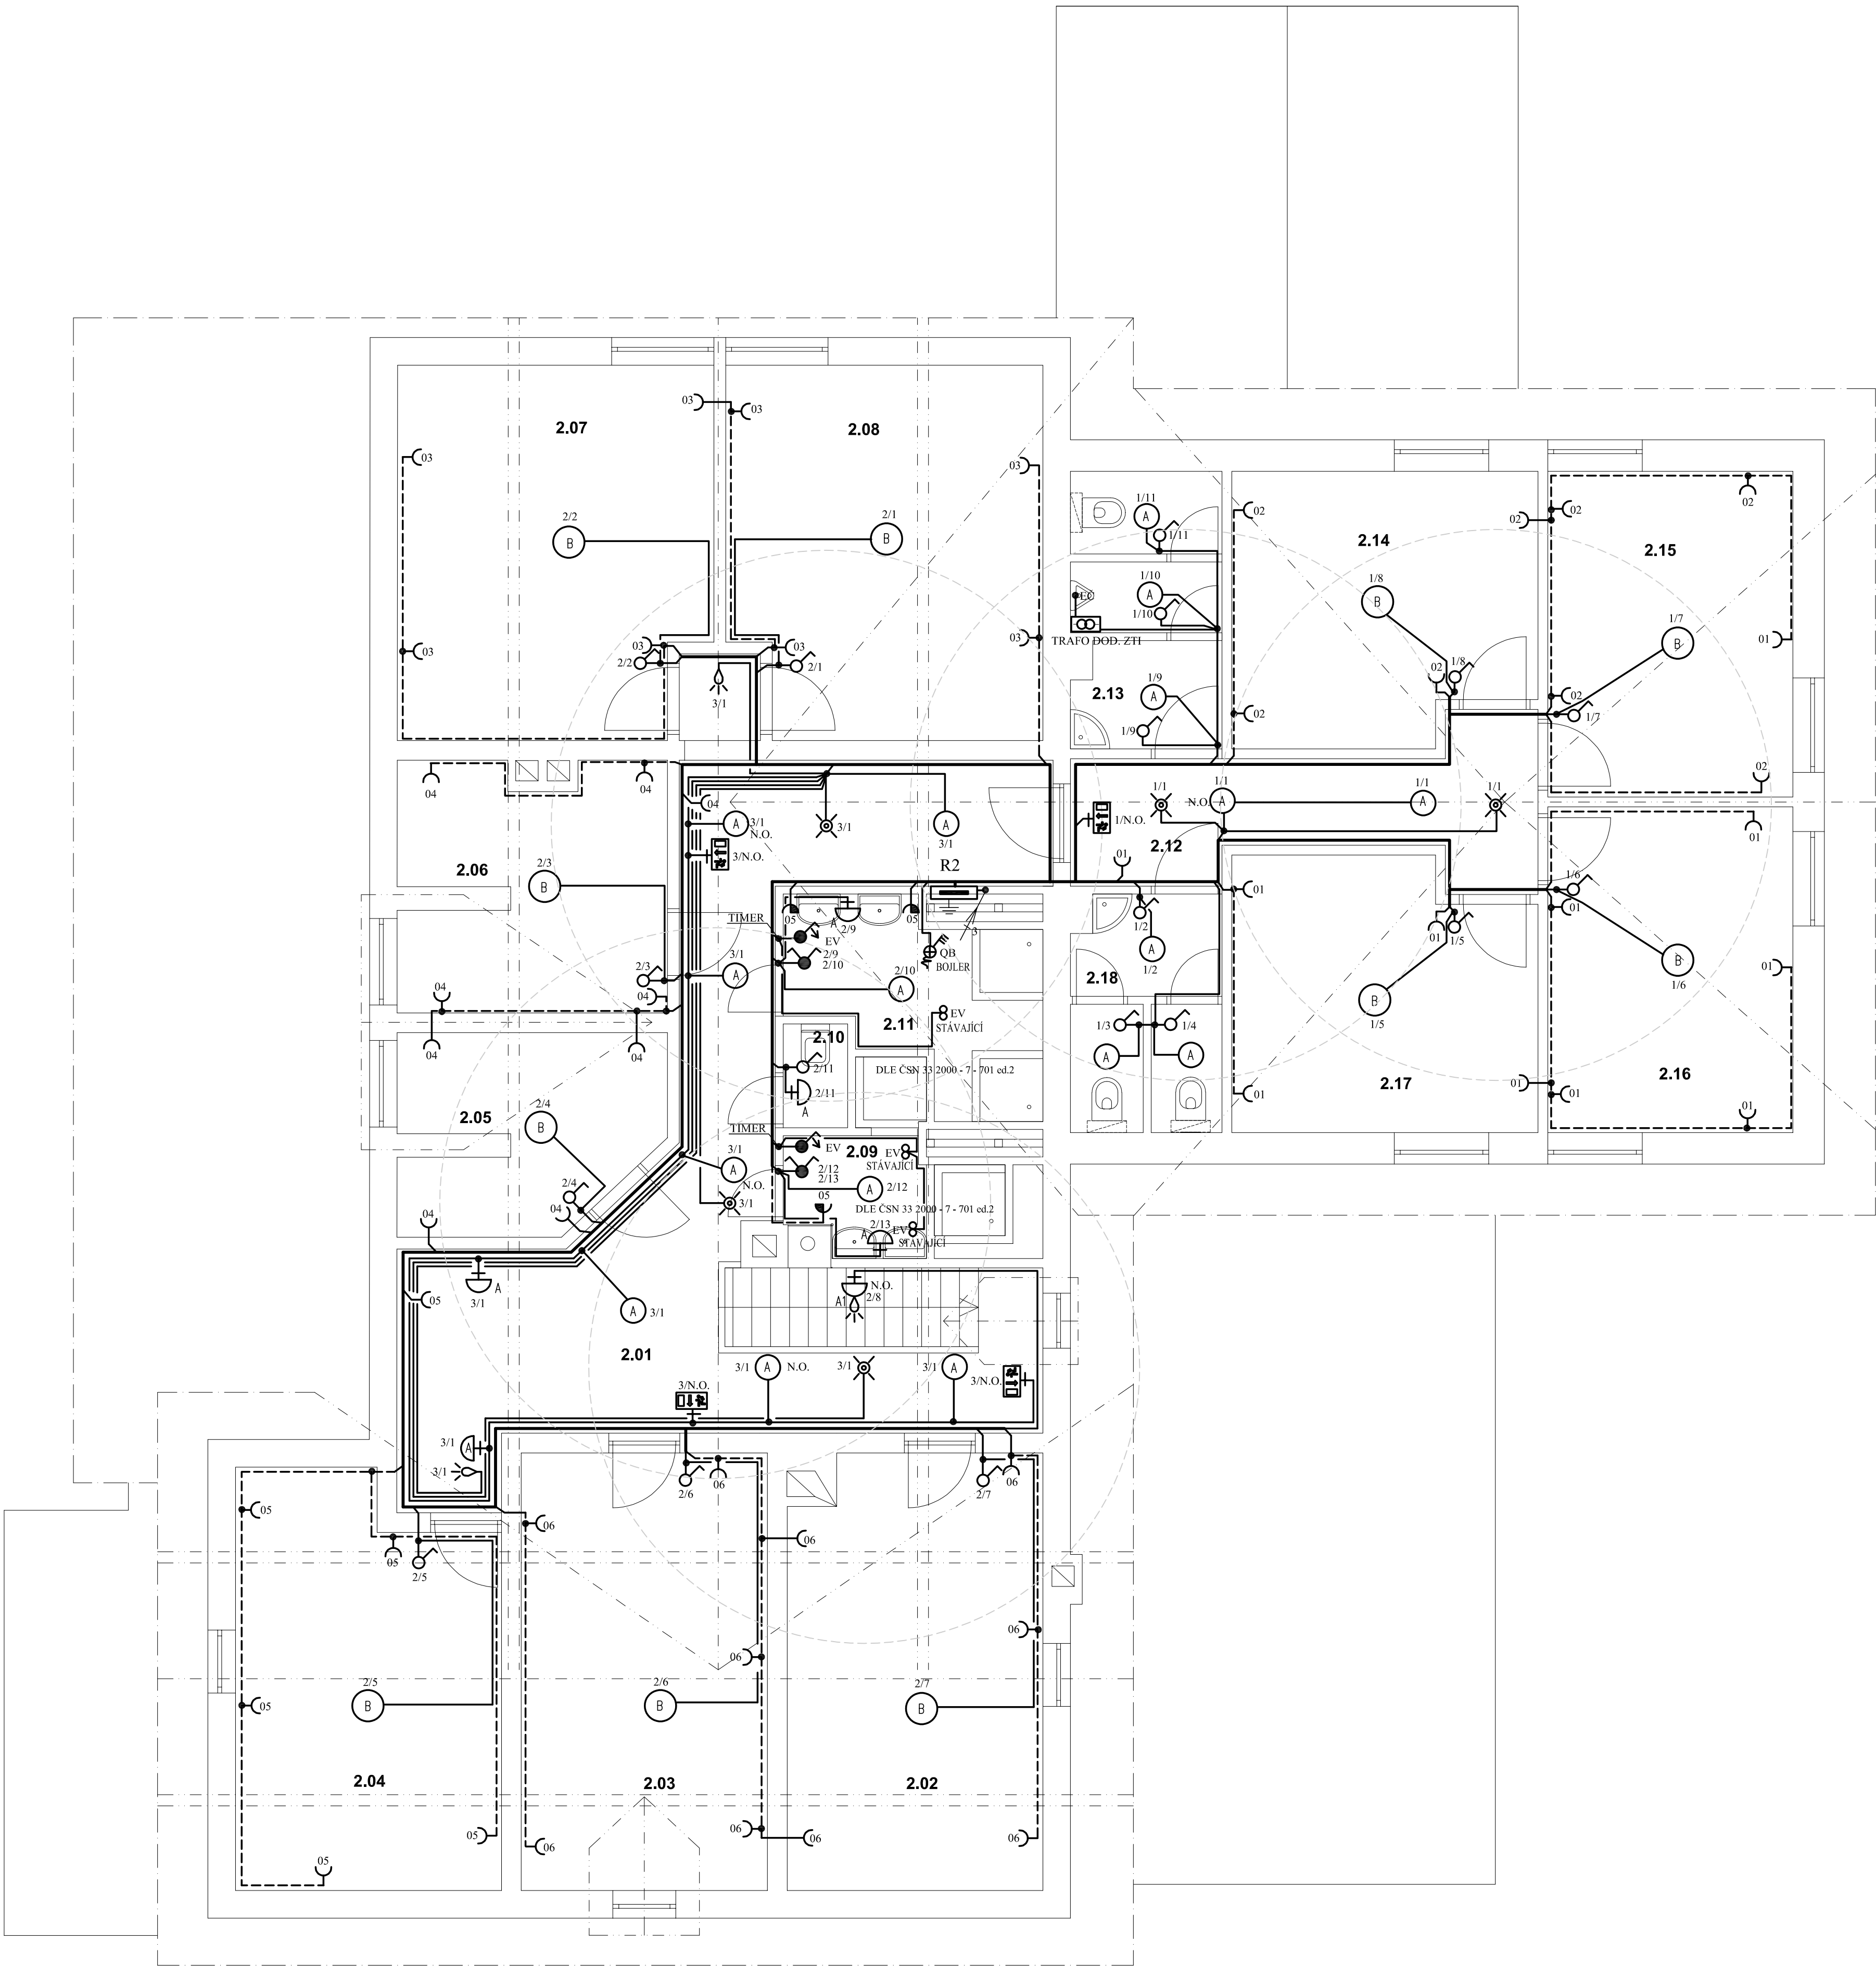 03
03
2.07
2.08
03
03
02
02
02
02
2/2
B
2/1
B
1/11
A
1/11
2.14
2.15
1/10
A
1/10
EC
1/8
B
TRAFO DOD. ZTI
03
03
03
03
2/2
2/1
3/1
1/7
B
01
1/9
A
2.13
1/9
02
1/8
02
02
1/7
04
04
04
A
3/1
N.O.
3/1
A
3/1
1/1
N.O.
1/1
A
1/1
A
1/1
02
1/N.O.
2.12
01
01
2.06
3/N.O.
2/3
B
R2
01
1/6
01
05
A
2/9
05
3
TIMER
EV
2/9
2/10
QB
BOJLER
1/2
A
1/2
01
1/5
B
1/6
01
2/3
3/1
A
2/10
A
2.18
04
04
04
04
2.11
EV
STÁVAJÍCÍ
B
1/5
1/3
1/4
A
A
2.10
2/11
DLE ČSN 33 2000 - 7 - 701 ed.2
2/11
A
2.17
2.16
01
01
01
01
2.05
2/4
B
TIMER
EV
2.09
EV
STÁVAJÍCÍ
3/1
A
N.O.
2/12
2/13
A
2/12
2/4
04
04
3/1
05
DLE ČSN 33 2000 - 7 - 701 ed.2
2/13
A
EV
STÁVAJÍCÍ
A
3/1
05
A
3/1
N.O.
2/8
A1
2.01
3/1
A
N.O.
3/1
3/1
A
3/N.O.
3/N.O.
3/1
A
3/1
2/6
06
2/7
06
05
05
2/5
06
06
06
06
2/5
B
2/6
B
2/7
B
05
2.04
2.03
2.02
05
05
06
06
06
06